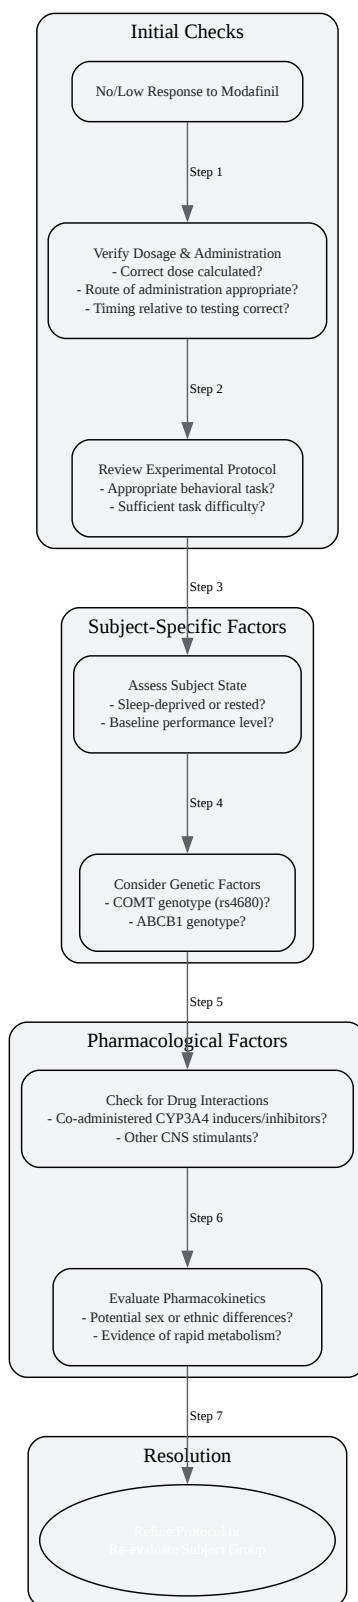 Initial Checks
No/Low Response to Modafinil
Step 1
Verify Dosage & Administration
- Correct dose calculated?
- Route of administration appropriate?
- Timing relative to testing correct?
Step 2
Review Experimental Protocol
- Appropriate behavioral task?
- Sufficient task difficulty?
Step 3
Subject-Specific Factors
Assess Subject State
- Sleep-deprived or rested?
- Baseline performance level?
Step 4
Consider Genetic Factors
- COMT genotype (rs4680)?
- ABCB1 genotype?
Step 5
Pharmacological Factors
Check for Drug Interactions
- Co-administered CYP3A4 inducers/inhibitors?
- Other CNS stimulants?
Step 6
Evaluate Pharmacokinetics
- Potential sex or ethnic differences?
- Evidence of rapid metabolism?
Step 7
Resolution
Refine Protocol or
Re-evaluate Subject Group